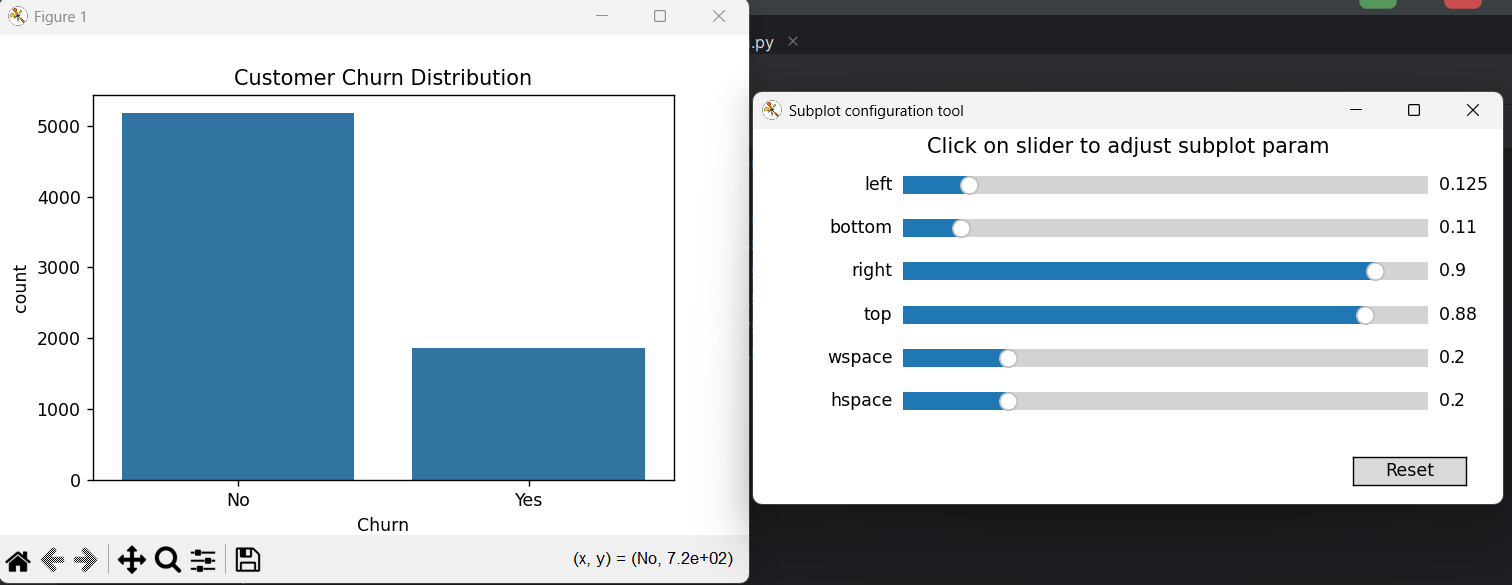 Figure 1
Customer Churn Distribution
5000
4000
3000
2000
1000
0
count
No
Yes
Churn
(x, y) = (No, 7.2e+02)
.py
Subplot configuration tool
Click on slider to adjust subplot param
left 0.125
bottom 0.11
right 0.9
top 0.88
wspace 0.2
hspace 0.2
Reset